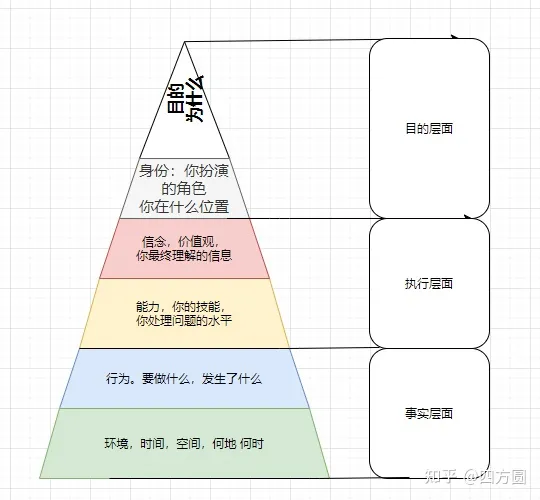 目的
为什么
身份：你扮演
的角色
你在什么位置
信念，价值观，
你最终理解的信息
能力，你的技能，
你处理问题的水平
行为。要做什么，发生了什么
环境，时间，空间，何地 何时
目的层面
执行层面
事实层面
知乎 @四方圆